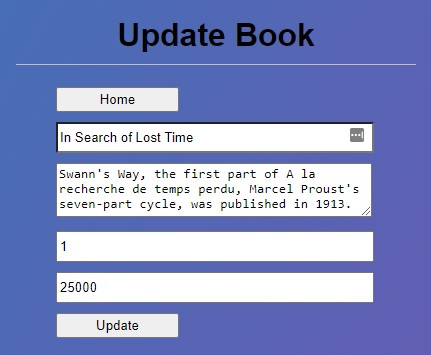 Update Book
Home
In Search of Lost Time
Swann's Way, the first part of A la
recherche de temps perdu, Marcel Proust's
seven-part cycle, was published in 1913.
1
25000
Update